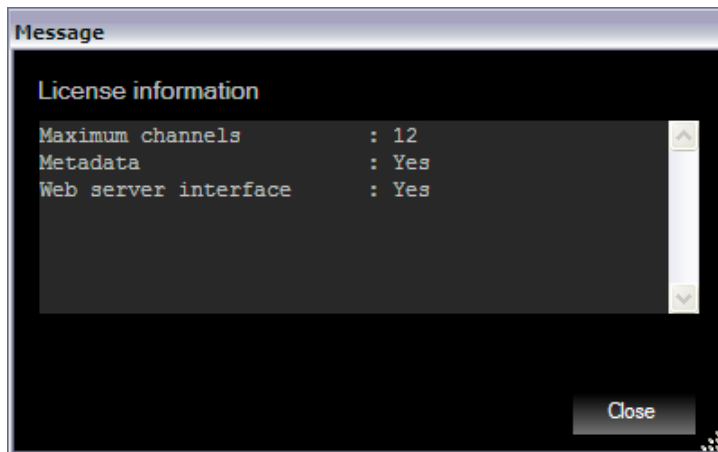 Message
License information
Maximum channels : 12
Metadata : Yes
Web server interface : Yes
Close